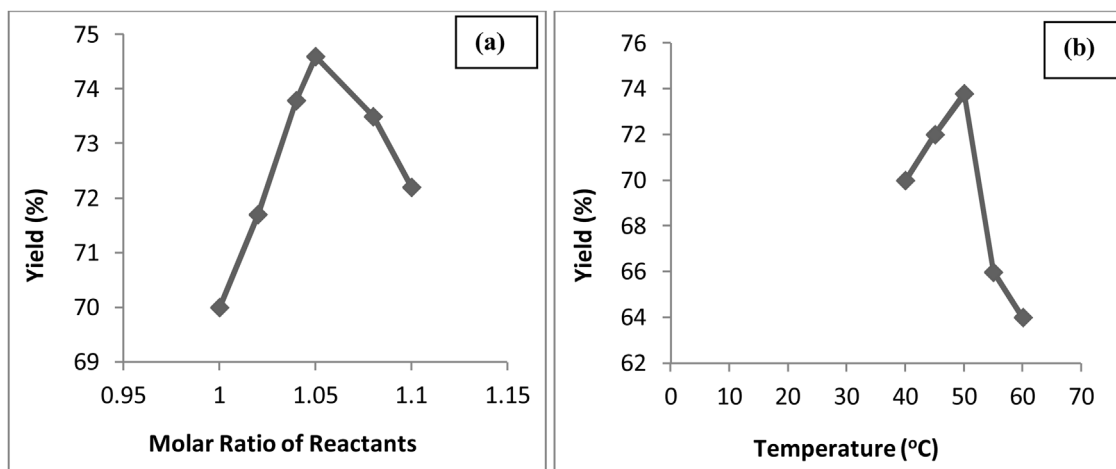 (a)
75
74
73
72
71
70
69
Yield (%)
0.95 1 1.05 1.1 1.15
Molar Ratio of Reactants
(b)
76
74
72
70
68
66
64
62
Yield (%)
0 10 20 30 40 50 60 70
Temperature (ᵒC)